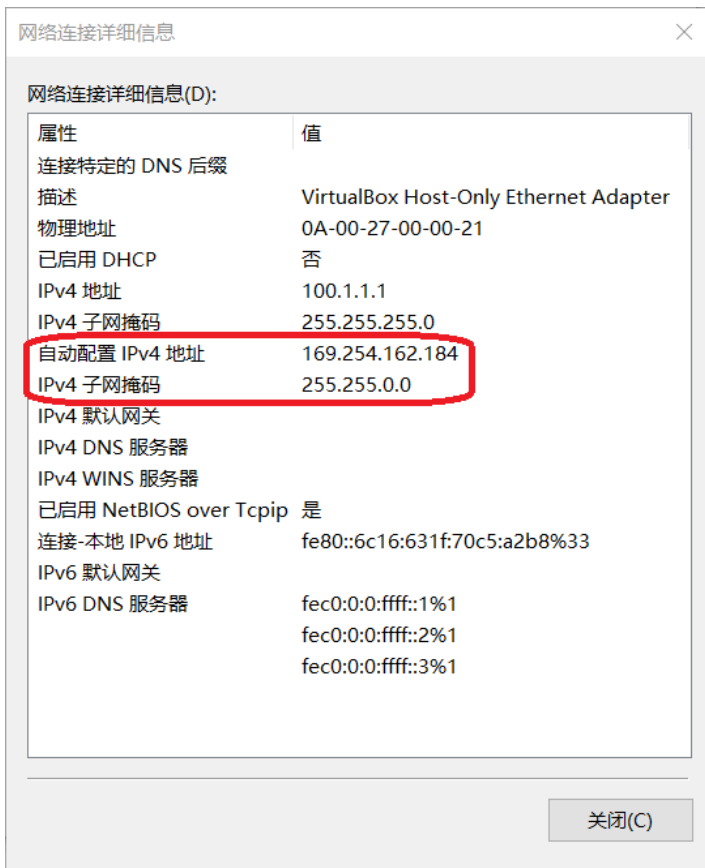 网络连接详细信息
网络连接详细信息(D):
属性 值
连接特定的 DNS 后缀
描述 VirtualBox Host-Only Ethernet Adapter
物理地址 0A-00-27-00-00-21
已启用 DHCP 否
IPv4 地址 100.1.1.1
IPv4 子网掩码 255.255.255.0
自动配置 IPv4 地址 169.254.162.184
IPv4 子网掩码 255.255.0.0
IPv4 默认网关
IPv4 DNS 服务器
IPv4 WINS 服务器
已启用 NetBIOS over Tcpip 是
连接-本地 IPv6 地址 fe80::6c16:631f:70c5:a2b8%33
IPv6 默认网关
IPv6 DNS 服务器 fec0:0:0:ffff::1%1
fec0:0:0:ffff::2%1
fec0:0:0:ffff::3%1
关闭(C)